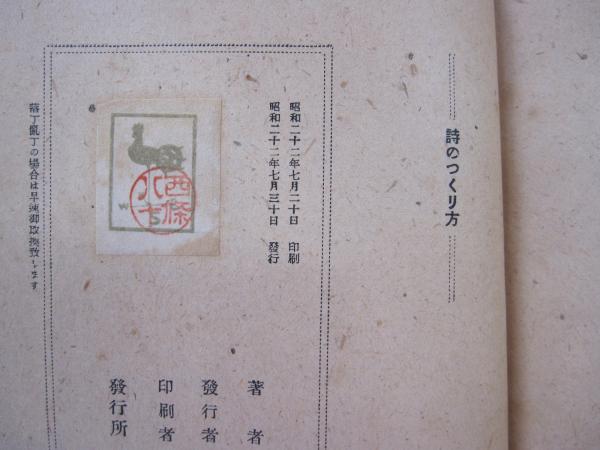 詩のつくり方
昭和二十二年七月二十日　印刷
昭和二十二年七月三十日　發行
著者
發行者
印刷者
發行所
西條八十
W
落丁亂丁の場合は早速御取換致します